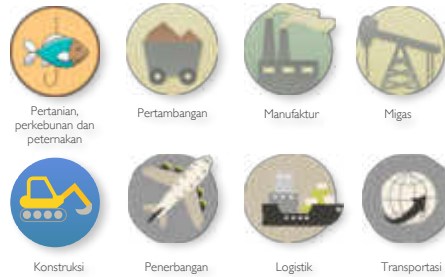 Pertanian,
perkebunan dan
peternakan
Pertambangan
Manufaktur
Migas
Konstruksi
Penerbangan
Logistik
Transportasi